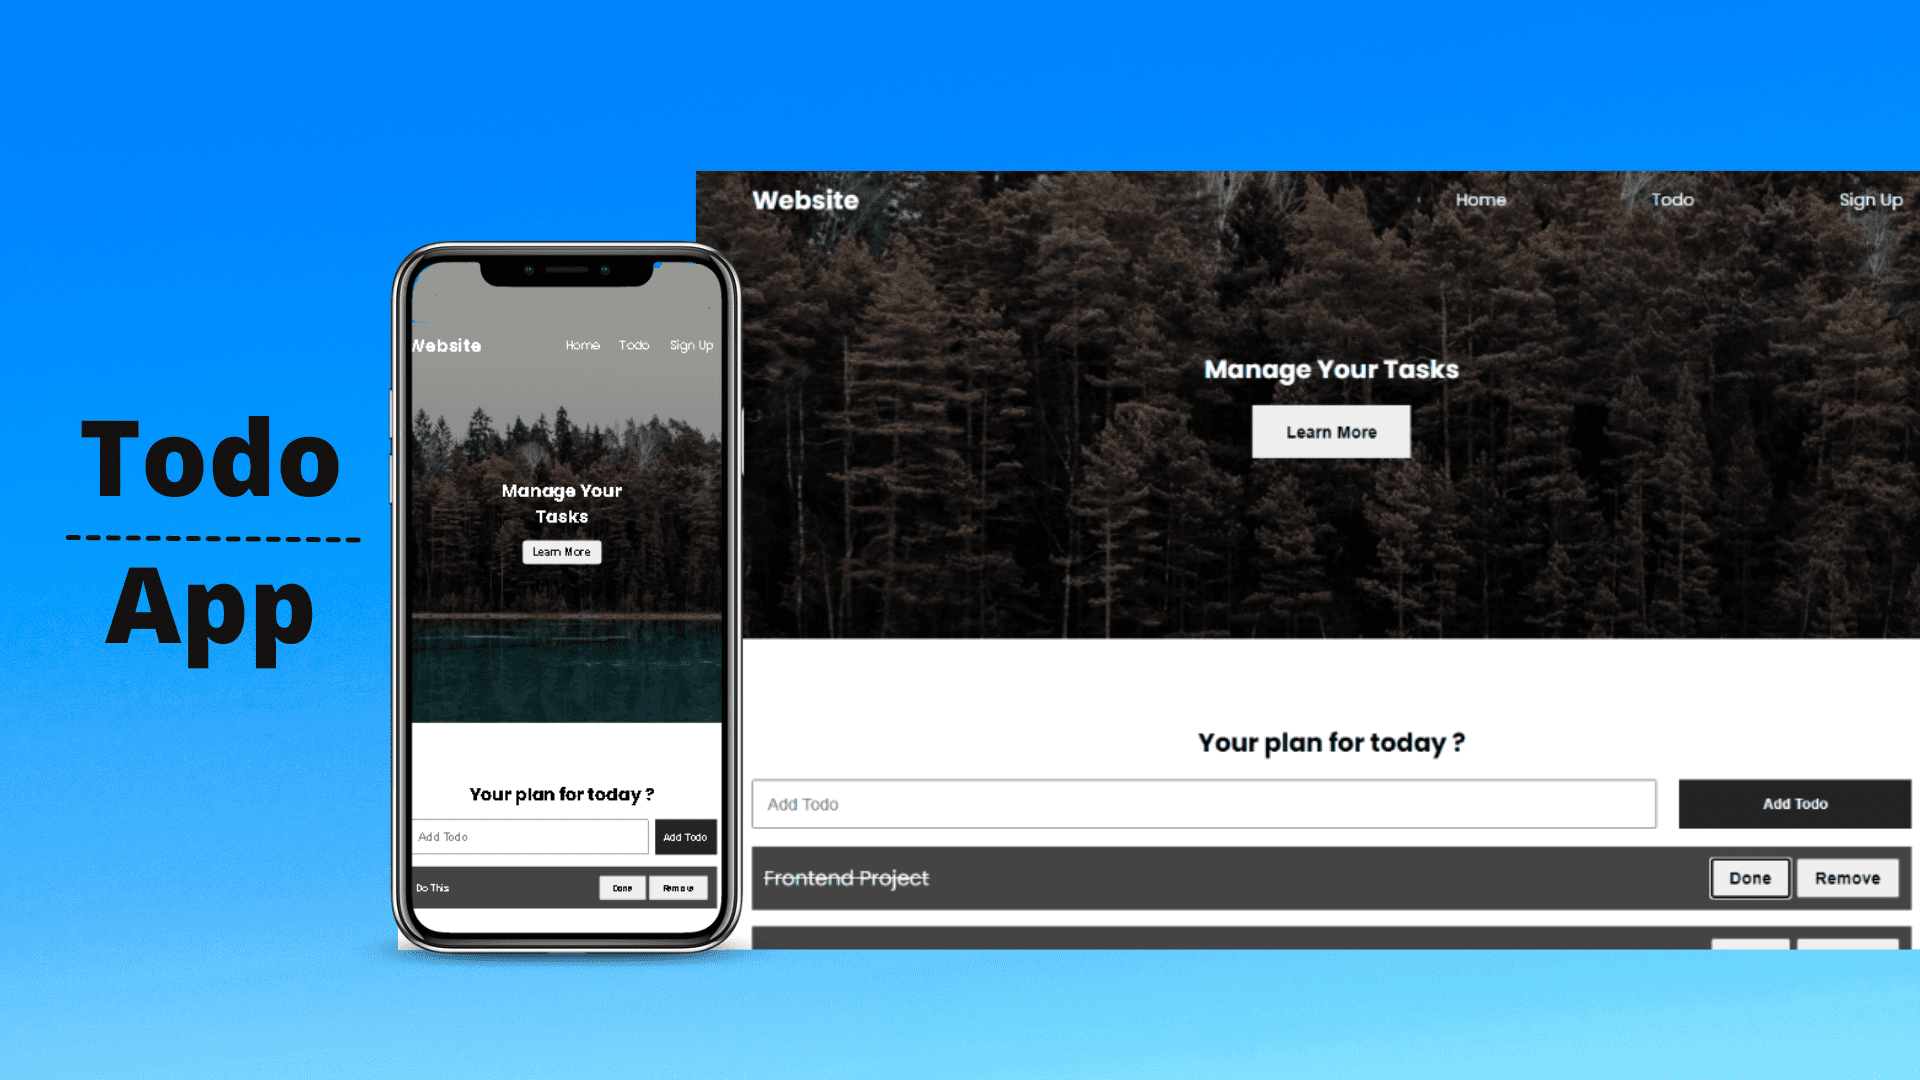 Todo
App
Website
Home Todo Sign Up
Manage Your
Tasks
Learn More
Your plan for today ?
Add Todo Add Todo
Do This Done Remove
Website Home Todo Sign Up
Manage Your Tasks
Learn More
Your plan for today ?
Add Todo Add Todo
Frontend Project Done Remove